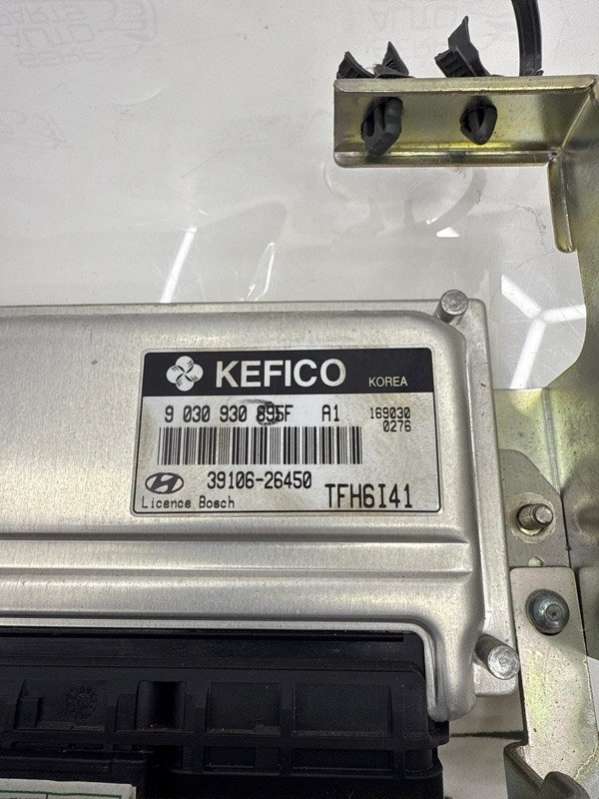 KEFICO KOREA
9 030 930 895F A1 169030
0276
39106-26450
Licence Bosch TFH6I41